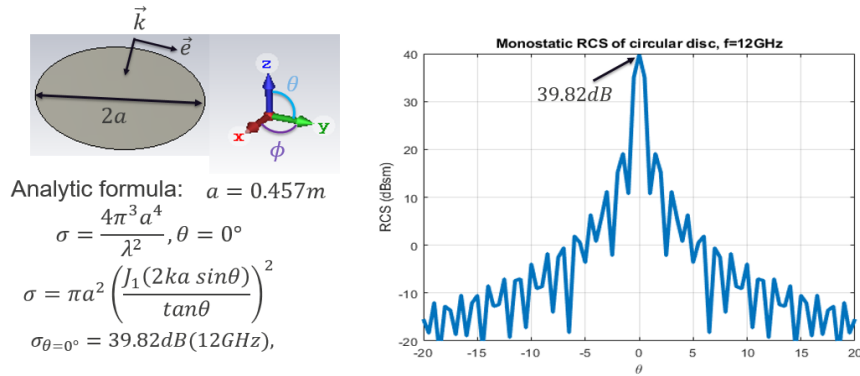 k⃗
e⃗
2a
z
θ
x
y
ϕ
Analytic formula: a = 0.457m
σ = 4π³a⁴/λ², θ = 0°
σ = πa² (J₁(2ka sinθ)/tanθ)²
σθ=0° = 39.82dB(12GHz),
Monostatic RCS of circular disc, f=12GHz
39.82dB
RCS (dBsm)
40
30
20
10
0
-10
-20
-20 -15 -10 -5 0 5 10 15 20
θ